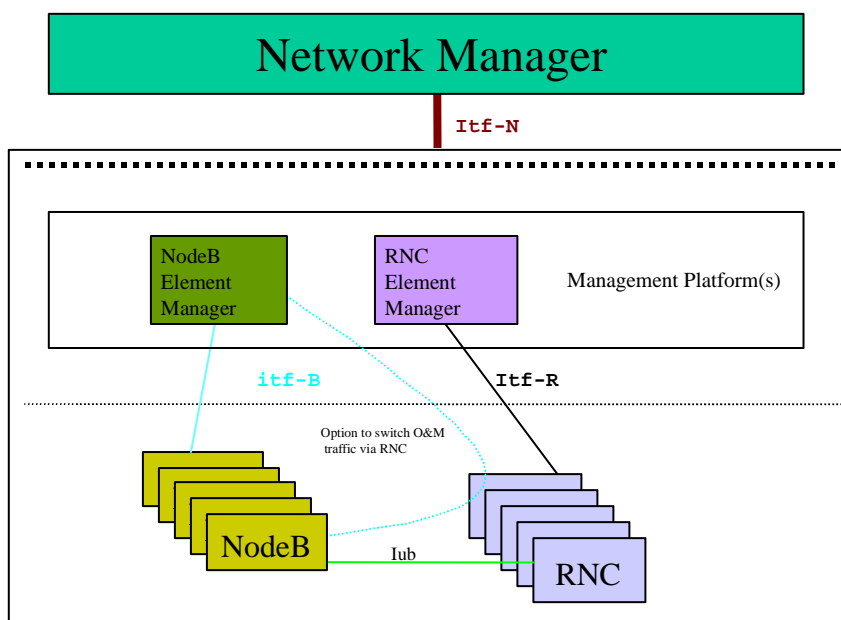 Network Manager
Itf-N
NodeB
Element
Manager
RNC
Element
Manager
Management Platform(s)
itf-B
Itf-R
Option to switch O&M
traffic via RNC
NodeB
Iub
RNC